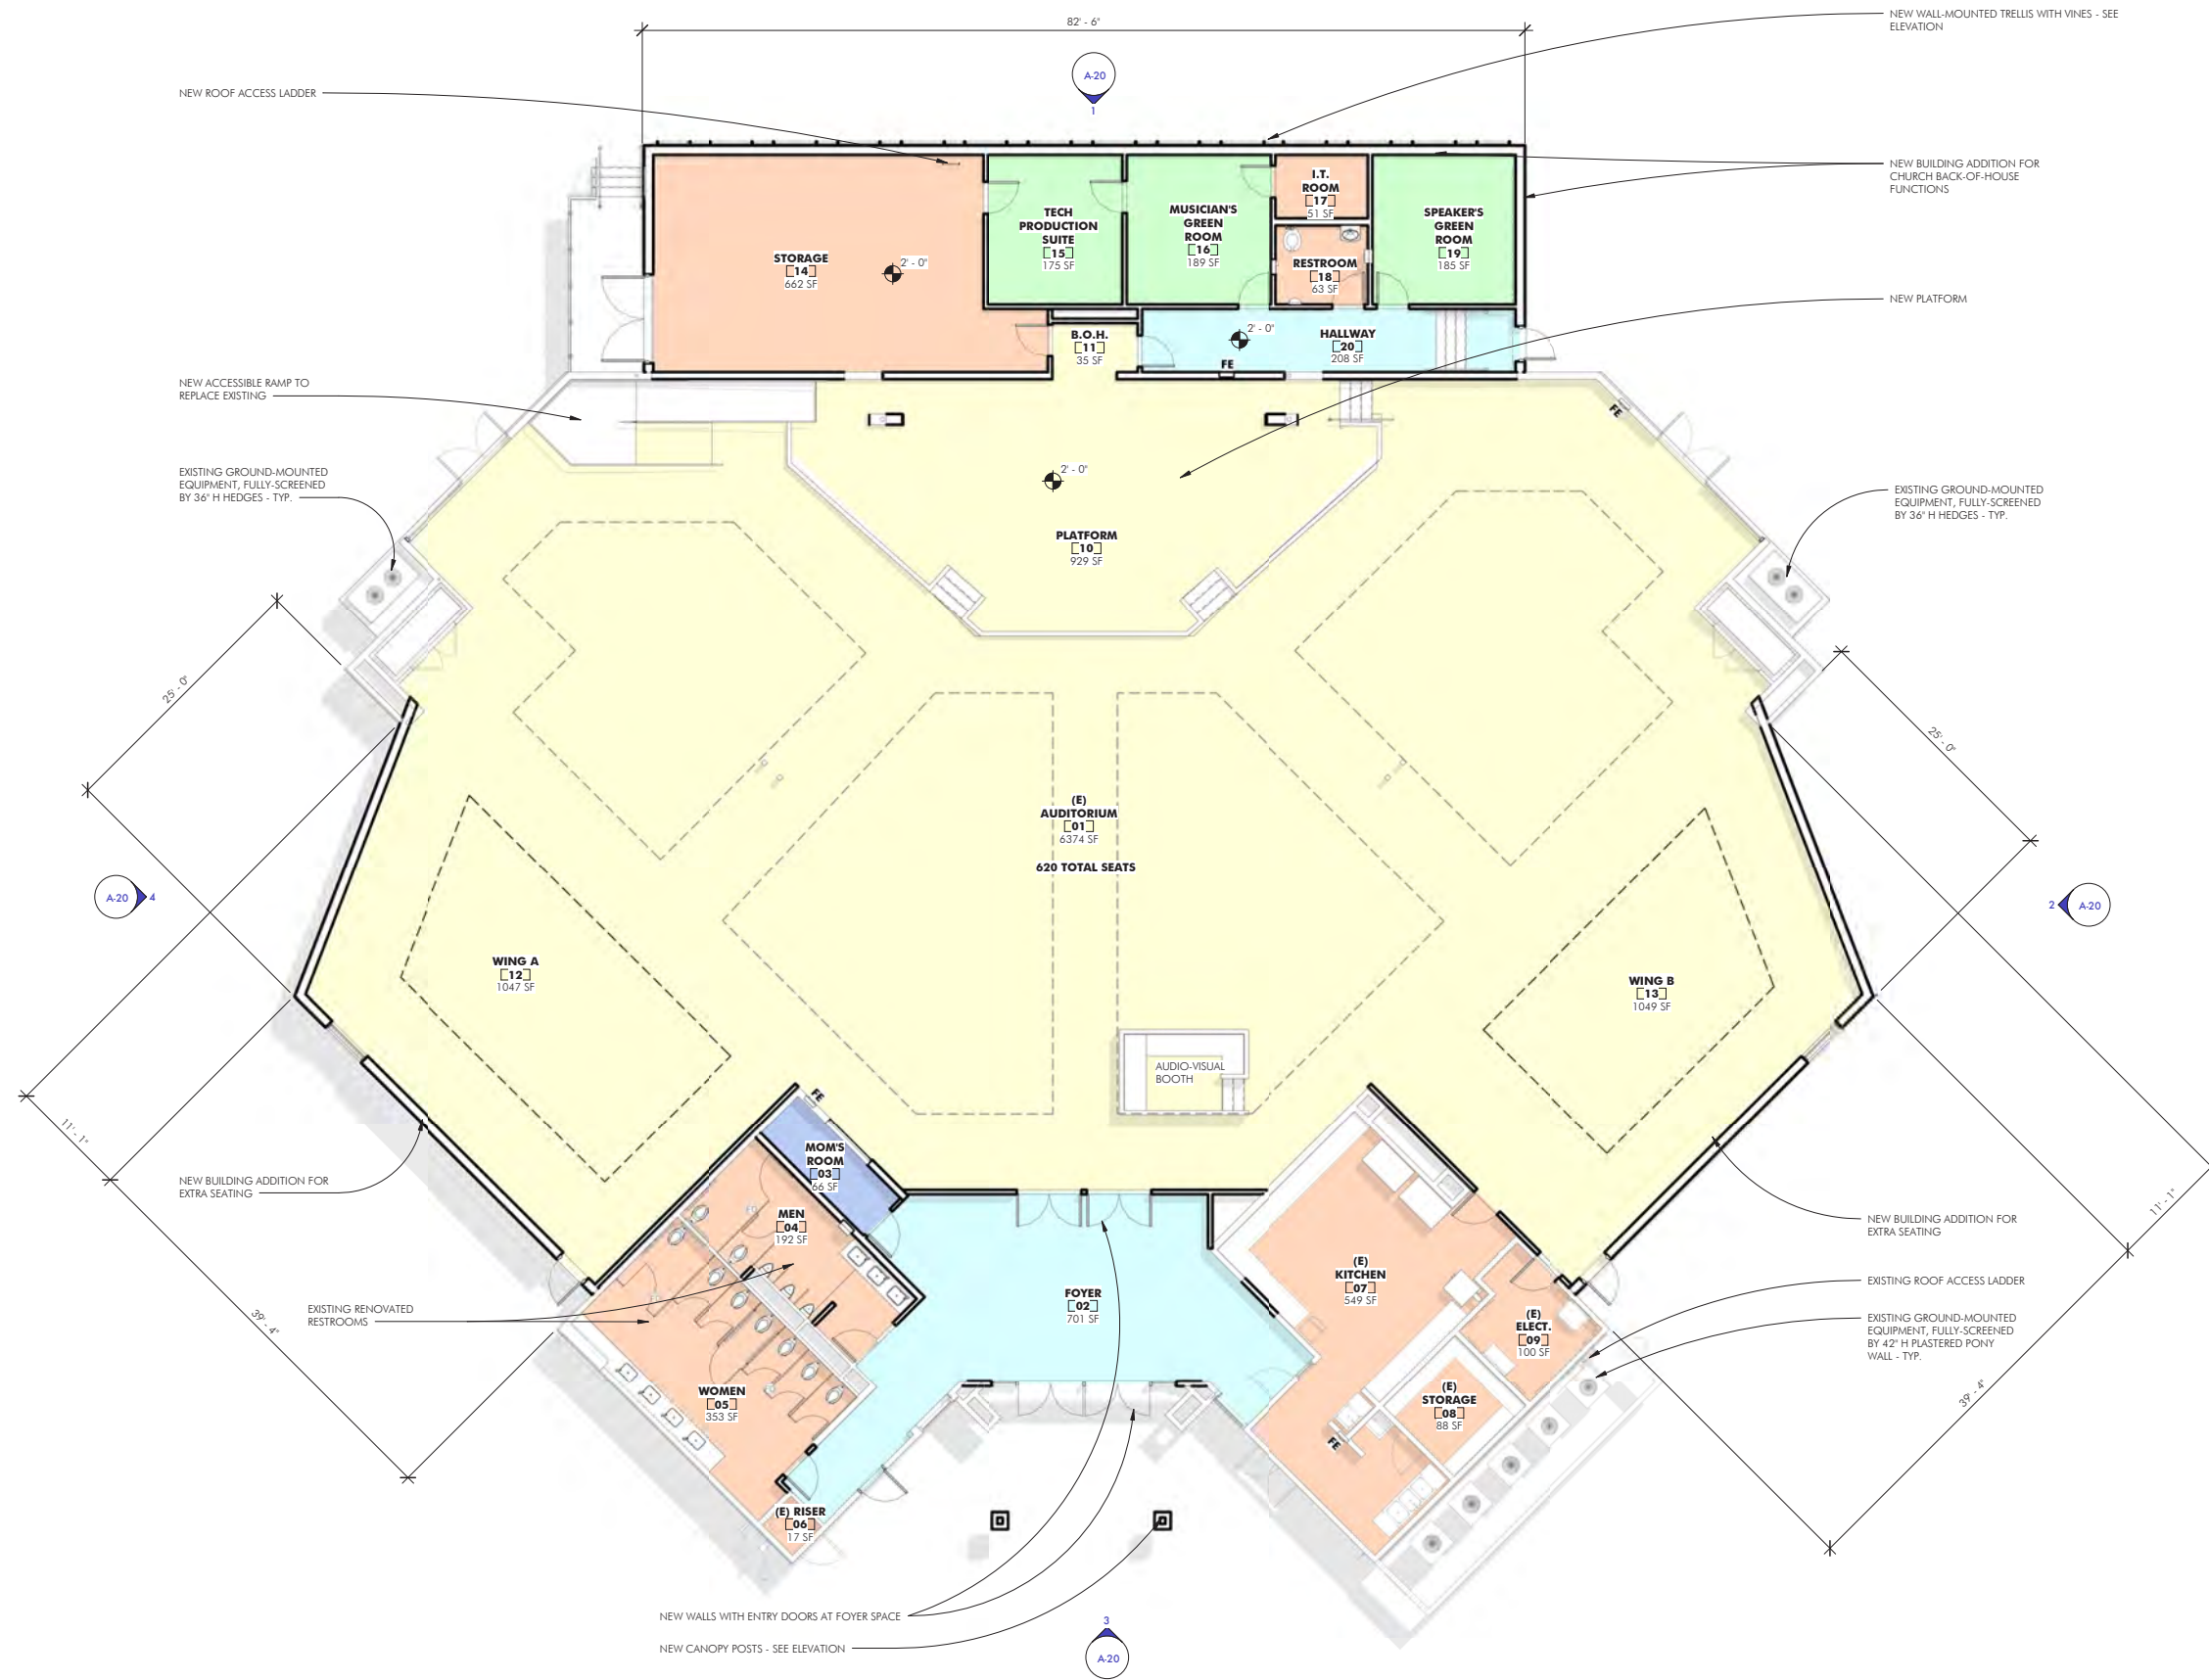 82' - 6"
NEW WALL-MOUNTED TRELLIS WITH VINES - SEE
ELEVATION
A-20
1
NEW ROOF ACCESS LADDER
NEW BUILDING ADDITION FOR
CHURCH BACK-OF-HOUSE
FUNCTIONS
STORAGE
14
662 SF
2' - 0"
TECH
PRODUCTION
SUITE
15
175 SF
MUSICIAN'S
GREEN
ROOM
16
189 SF
I.T.
ROOM
17
51 SF
RESTROOM
18
63 SF
SPEAKER'S
GREEN
ROOM
19
185 SF
NEW PLATFORM
B.O.H.
11
35 SF
2' - 0"
HALLWAY
20
208 SF
FE
NEW ACCESSIBLE RAMP TO
REPLACE EXISTING
FE
EXISTING GROUND-MOUNTED
EQUIPMENT, FULLY-SCREENED
BY 36" H HEDGES - TYP.
2' - 0"
EXISTING GROUND-MOUNTED
EQUIPMENT, FULLY-SCREENED
BY 36" H HEDGES - TYP.
PLATFORM
10
929 SF
25' - 0"
25' - 0"
(E)
AUDITORIUM
01
6374 SF
620 TOTAL SEATS
A-20
4
2
A-20
WING A
12
1047 SF
WING B
13
1049 SF
AUDIO-VISUAL
BOOTH
FE
11' - 1"
11' - 1"
MOM'S
ROOM
03
66 SF
NEW BUILDING ADDITION FOR
EXTRA SEATING
MEN
04
192 SF
NEW BUILDING ADDITION FOR
EXTRA SEATING
(E)
KITCHEN
07
549 SF
FOYER
02
701 SF
EXISTING ROOF ACCESS LADDER
EXISTING RENOVATED
RESTROOMS
39' - 4"
(E)
ELECT.
09
100 SF
EXISTING GROUND-MOUNTED
EQUIPMENT, FULLY-SCREENED
BY 42" H PLASTERED PONY
WALL - TYP.
WOMEN
05
353 SF
(E)
STORAGE
08
88 SF
39' - 4"
FE
(E) RISER
06
17 SF
NEW WALLS WITH ENTRY DOORS AT FOYER SPACE
NEW CANOPY POSTS - SEE ELEVATION
3
A-20